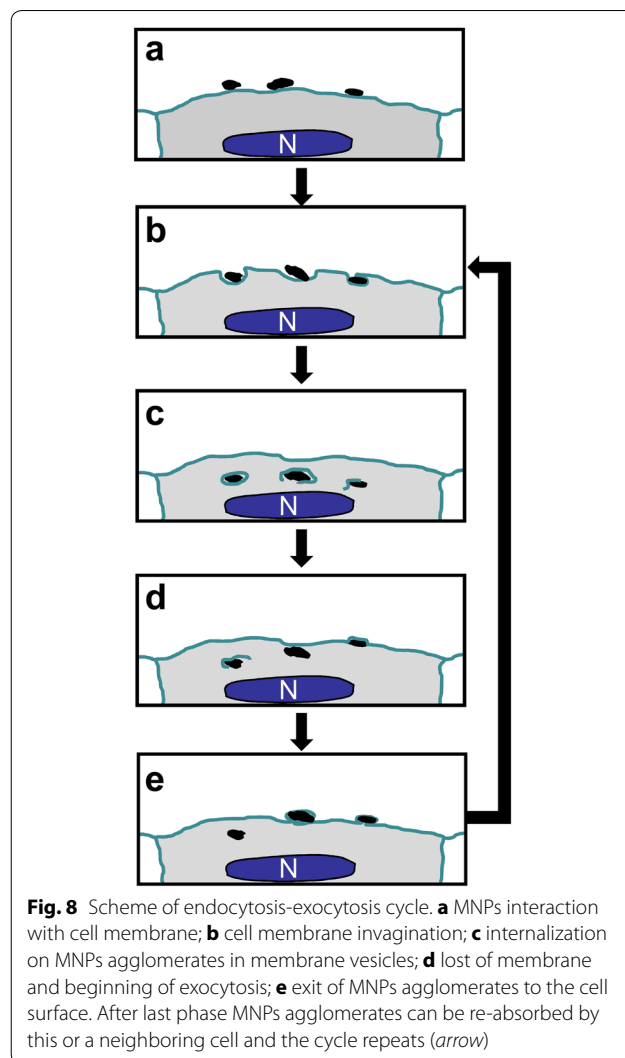 a
N
b
N
c
N
d
N
e
N
Fig. 8 Scheme of endocytosis-exocytosis cycle. a MNPs interaction
with cell membrane; b cell membrane invagination; c internalization
on MNPs agglomerates in membrane vesicles; d lost of membrane
and beginning of exocytosis; e exit of MNPs agglomerates to the cell
surface. After last phase MNPs agglomerates can be re-absorbed by
this or a neighboring cell and the cycle repeats (arrow)